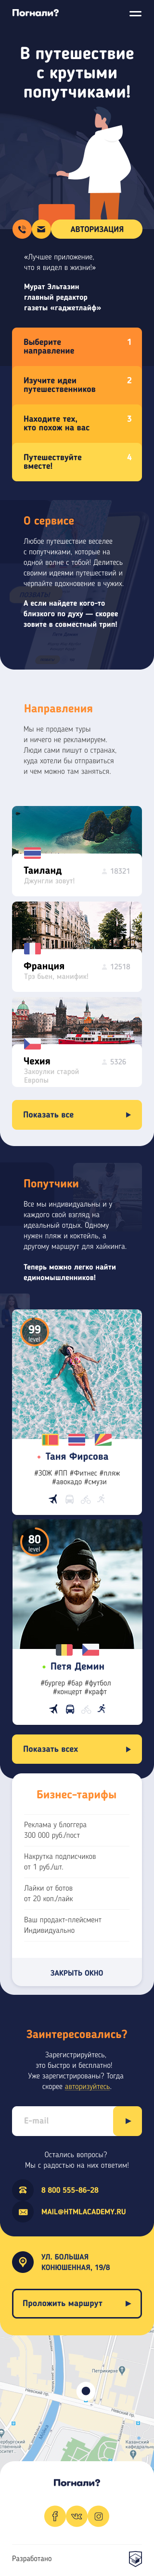 Погнали?
В путешествие
с крутыми
попутчиками!
АВТОРИЗАЦИЯ
«Лучшее приложение,
что я видел в жизни!»
Мурат Эльтазин
главный редактор
газеты «гаджетлайф»
Выберите
направление
1
Изучите идеи
путешественников
2
Находите тех,
кто похож на вас
3
Путешествуйте
вместе!
4
О сервисе
Любое путешествие веселее
с попутчиками, которые на
одной волне с тобой! Делитесь
своими идеями путешествий и
черпайте вдохновение в чужих.
А если найдете кого-то
близкого по духу — скорее
зовите в совместный трип!
Направления
Мы не продаем туры
и ничего не рекламируем.
Люди сами пишут о странах,
куда хотели бы отправиться
и чем можно там заняться.
Таиланд
18321
Джунгли зовут!
Франция
12518
Трэ бьен, манифик!
Чехия
5326
Закоулки старой
Европы
Показать все
Попутчики
Все мы индивидуальны и у
каждого свой взгляд на
идеальный отдых. Одному
нужен пляж и коктейль, а
другому маршрут для хайкинга.
Теперь можно легко найти
единомышленников!
99
level
Таня Фирсова
#ЗОЖ #ПП #Фитнес #пляж
#авокадо #смузи
80
level
Петя Демин
#бургер #Бар #футбол
#концерт #крафт
Показать всех
Бизнес-тарифы
Реклама у блоггера
300 000 руб./пост
Накрутка подписчиков
от 1 руб./шт.
Лайки от ботов
от 20 коп./лайк
Ваш продакт-плейсмент
Индивидуально
ЗАКРЫТЬ ОКНО
Заинтересовались?
Зарегистрируйтесь,
это быстро и бесплатно!
Уже зарегистрированы? Тогда
скорее авторизуйтесь.
E-mail
Остались вопросы?
Мы с радостью на них ответим!
8 800 555-86-28
MAIL@HTMLACADEMY.RU
УЛ. БОЛЬШАЯ
КОНЮШЕННАЯ, 19/8
Проложить маршрут
Погнали?
Разработано